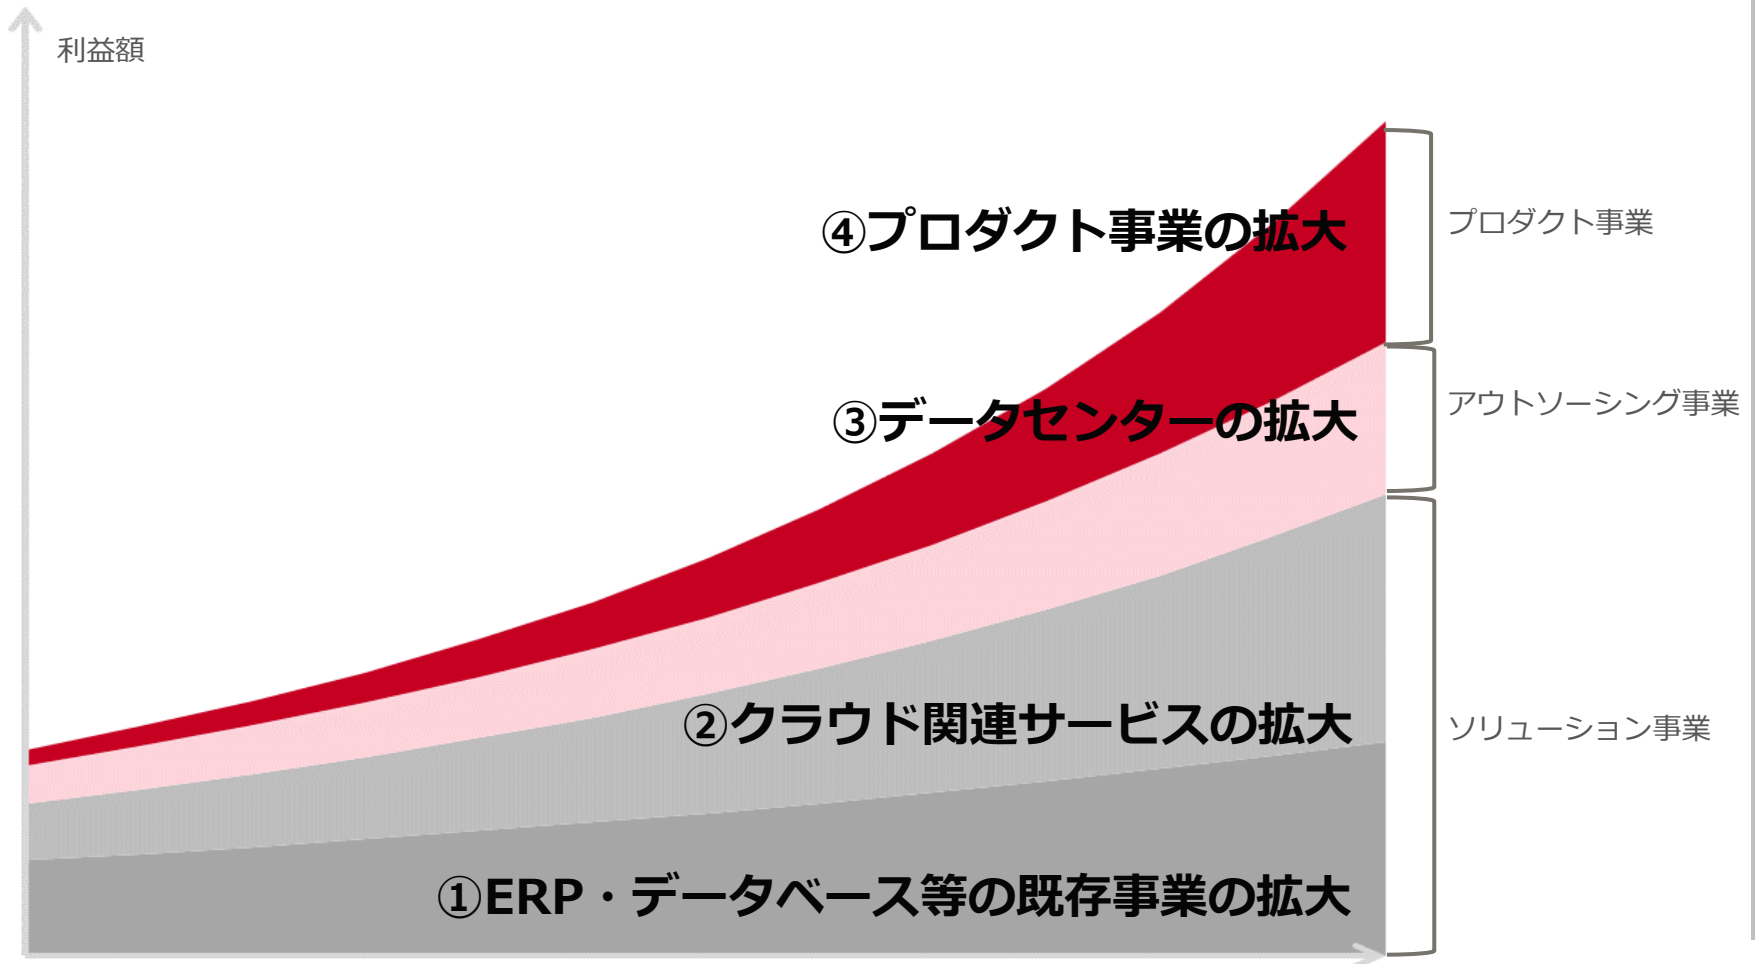 利益額
④プロダクト事業の拡大
プロダクト事業
③データセンターの拡大
アウトソーシング事業
②クラウド関連サービスの拡大
ソリューション事業
①ERP・データベース等の既存事業の拡大